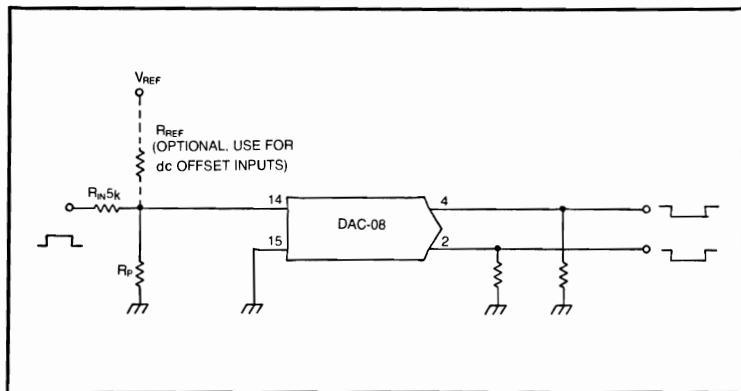 VREF
RREF
(OPTIONAL, USE FOR
dc OFFSET INPUTS)
RIN5k
14
4
DAC-08
15
2
RP